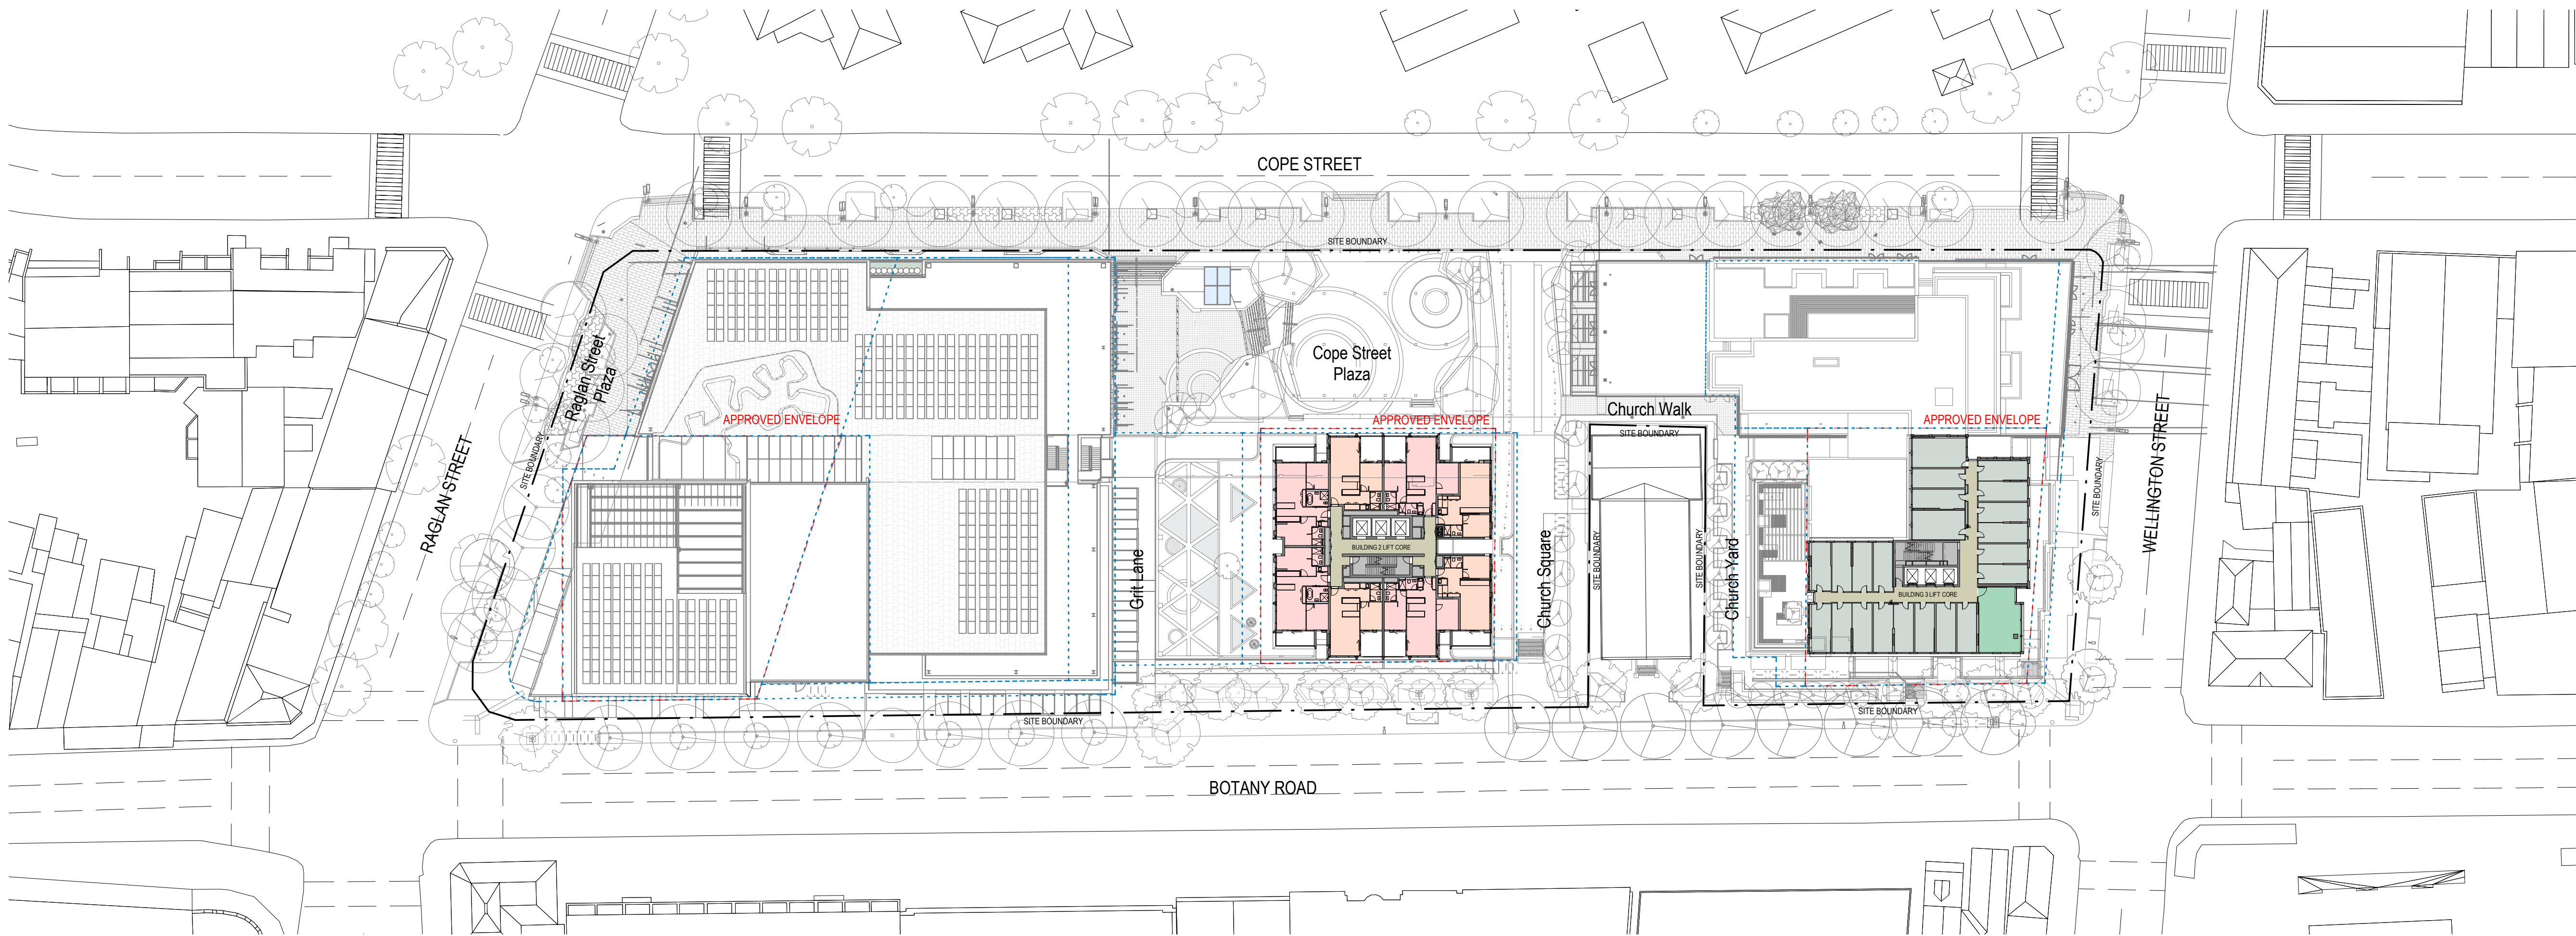 COPE STREET
SITE BOUNDARY
Raglan Street
Plaza
Cope Street
Plaza
Church Walk
APPROVED ENVELOPE
APPROVED ENVELOPE
APPROVED ENVELOPE
SITE BOUNDARY
SITE BOUNDARY
RAGLAN STREET
WELLINGTON STREET
SITE BOUNDARY
BUILDING 2 LIFT CORE
Grit Lane
Church Square
SITE BOUNDARY
SITE BOUNDARY
Church Yard
BUILDING 3 LIFT CORE
SITE BOUNDARY
SITE BOUNDARY
BOTANY ROAD